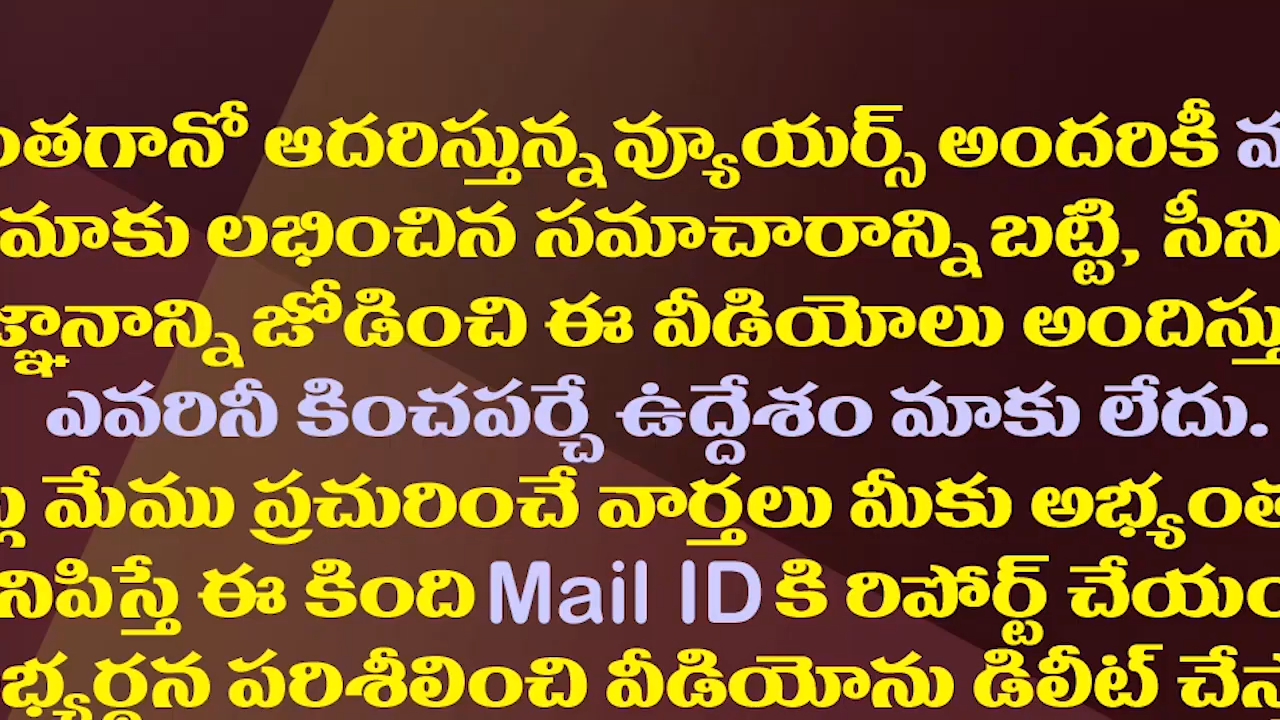 ంతగానో ఆదరిస్తున్న వ్యూయర్స్ అందరికీ
మాకు లభించిన సమాచారాన్ని బట్టి, సీని
జ్ఞానాన్ని జోడించి ఈ వీడియోలు అందిస్తు
ఎవరినీ కించపర్చే ఉద్దేశం మాకు లేదు.
మేము ప్రచురించే వార్తలు మీకు అభ్యంత
నిపిస్తే ఈ కింది Mail ID కి రిపోర్ట్ చేయం
భ్యర్థన పరిశీలించి వీడియోను డిలీట్ చేస